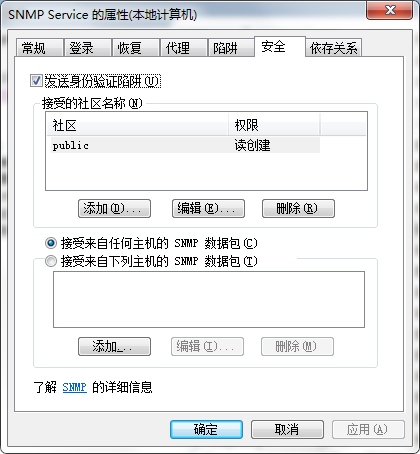 SNMP Service 的属性(本地计算机)
常规 登录 恢复 代理 陷阱 安全 依存关系
发送身份验证陷阱(U)
接受的社区名称(N)
社区 权限
public 读创建
添加(D)... 编辑(E)... 删除(R)
接受来自任何主机的 SNMP 数据包(C)
接受来自下列主机的 SNMP 数据包(T)
添加... 编辑(I)... 删除(M)
了解 SNMP 的详细信息
确定 取消 应用(A)